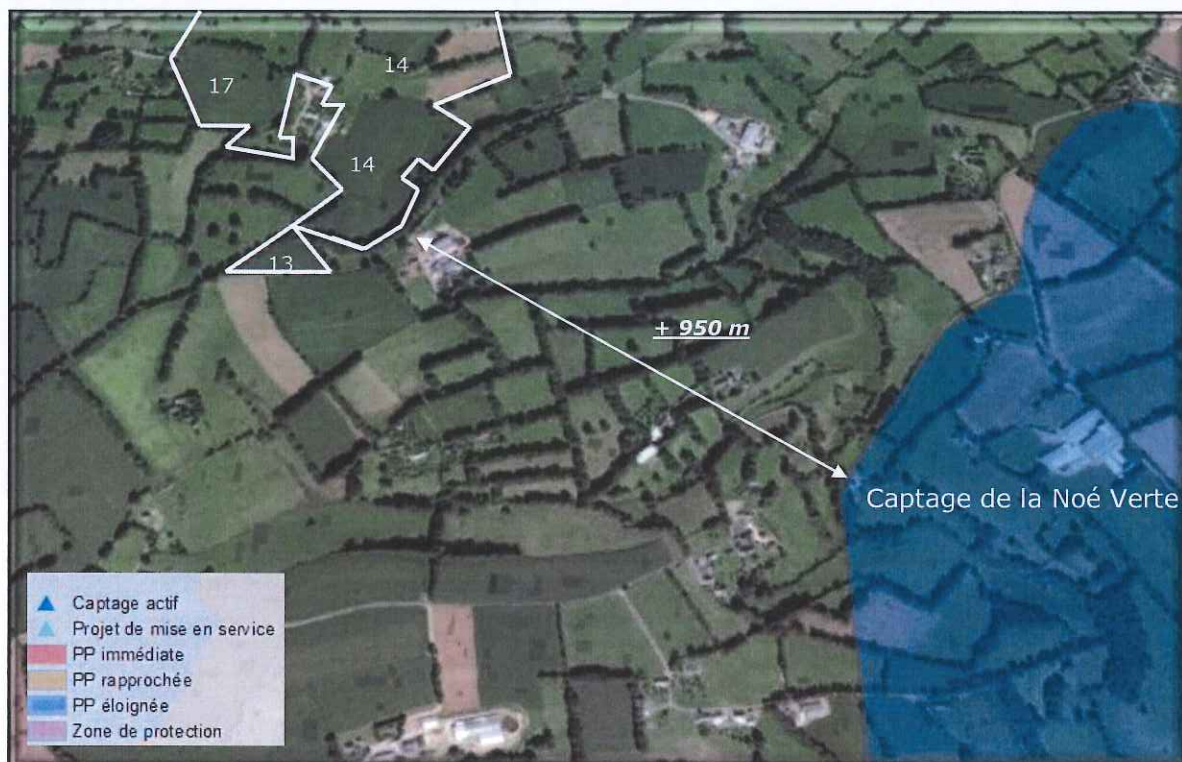 17
14
14
13
+ 950 m
Captage de la Noé Verte
Captage actif
Projet de mise en service
PP immédiate
PP rapprochée
PP éloignée
Zone de protection